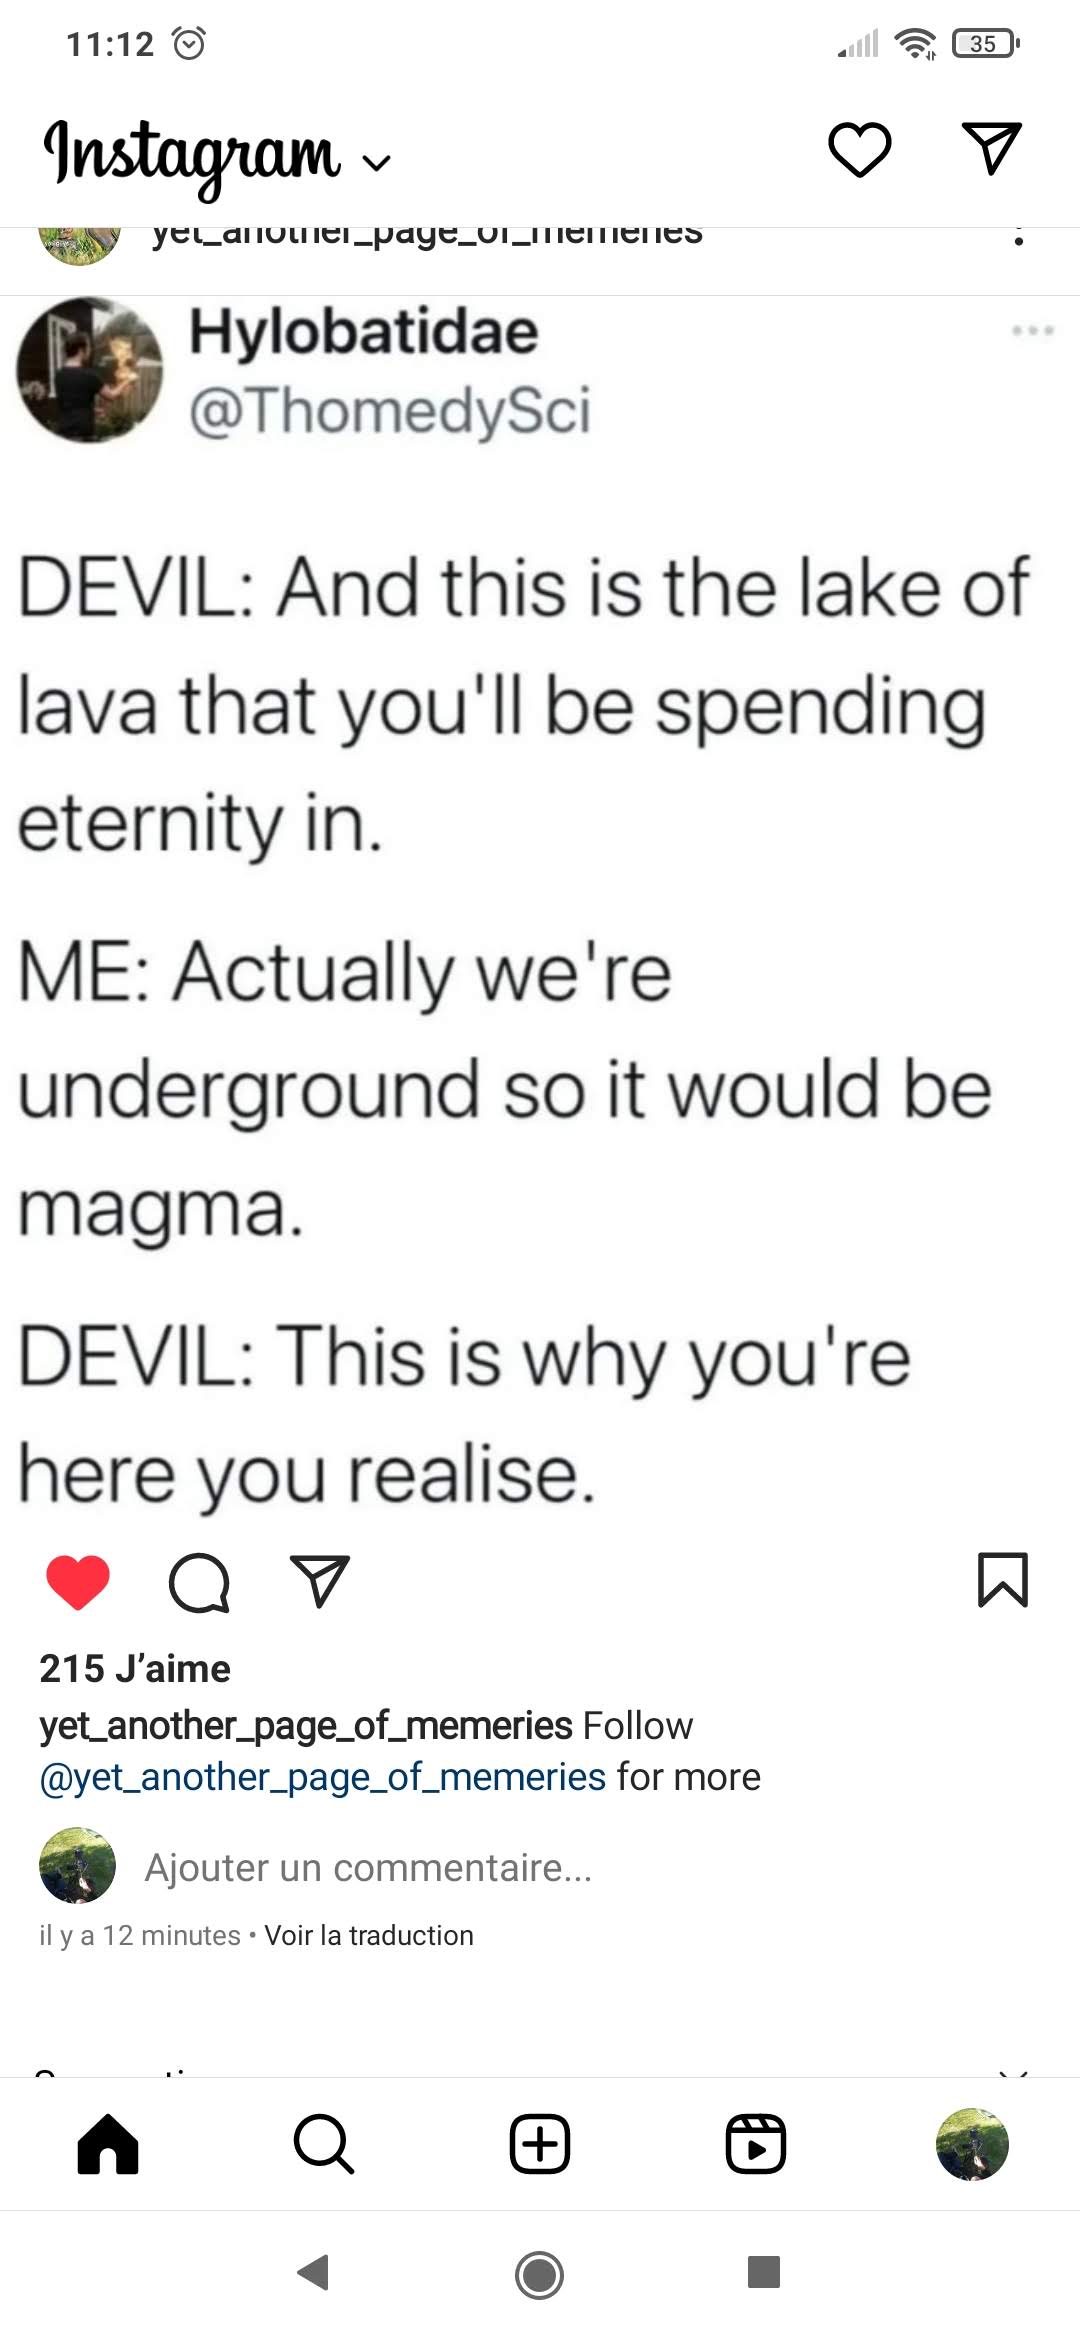 11:12
35
Instagram
yet_another_page_of_memeries
Hylobatidae
@ThomedySci
DEVIL: And this is the lake of
lava that you'll be spending
eternity in.
ME: Actually we're
underground so it would be
magma.
DEVIL: This is why you're
here you realise.
215 J’aime
yet_another_page_of_memeries Follow
@yet_another_page_of_memeries for more
Ajouter un commentaire...
il y a 12 minutes • Voir la traduction